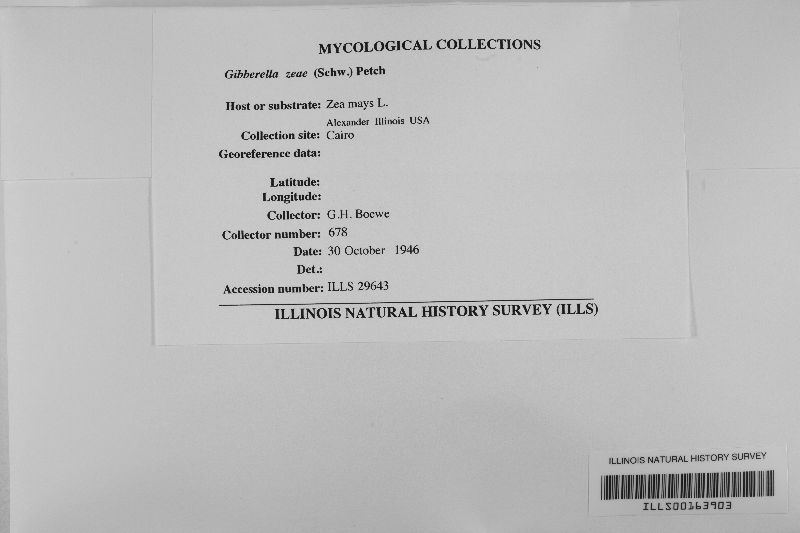 MYCOLOGICAL COLLECTIONS
Gibberella zeae (Schw.) Petch
Host or substrate: Zea mays L.
Alexander Illinois USA
Collection site: Cairo
Georeference data:
Latitude:
Longitude:
Collector: G.H. Boewe
Collector number: 678
Date: 30 October 1946
Det.:
Accession number: ILLS 29643
ILLINOIS NATURAL HISTORY SURVEY (ILLS)
ILLINOIS NATURAL HISTORY SURVEY
ILLS00163903